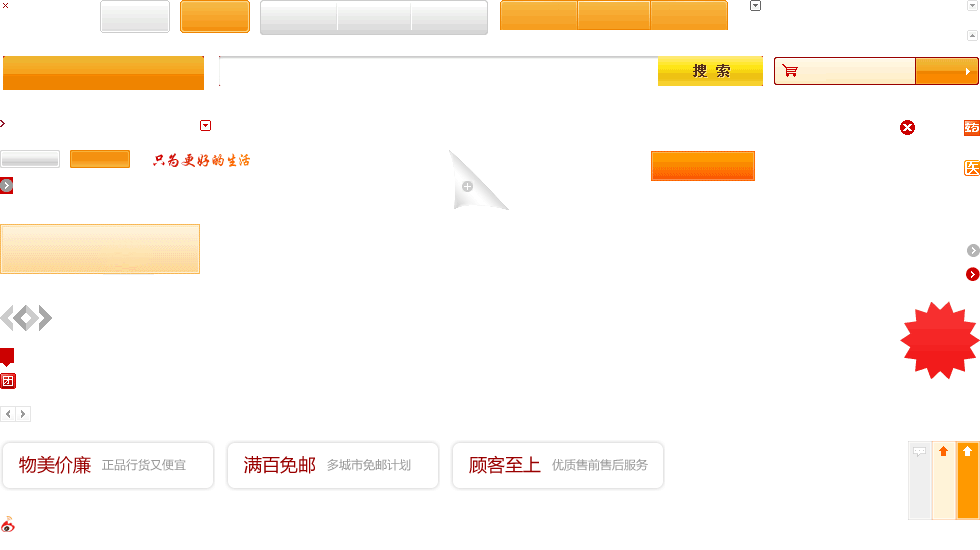 搜 索
只为更好的生活
医
团
物美价廉 正品行货又便宜
满百免邮 多城市免邮计划
顾客至上 优质售前售后服务